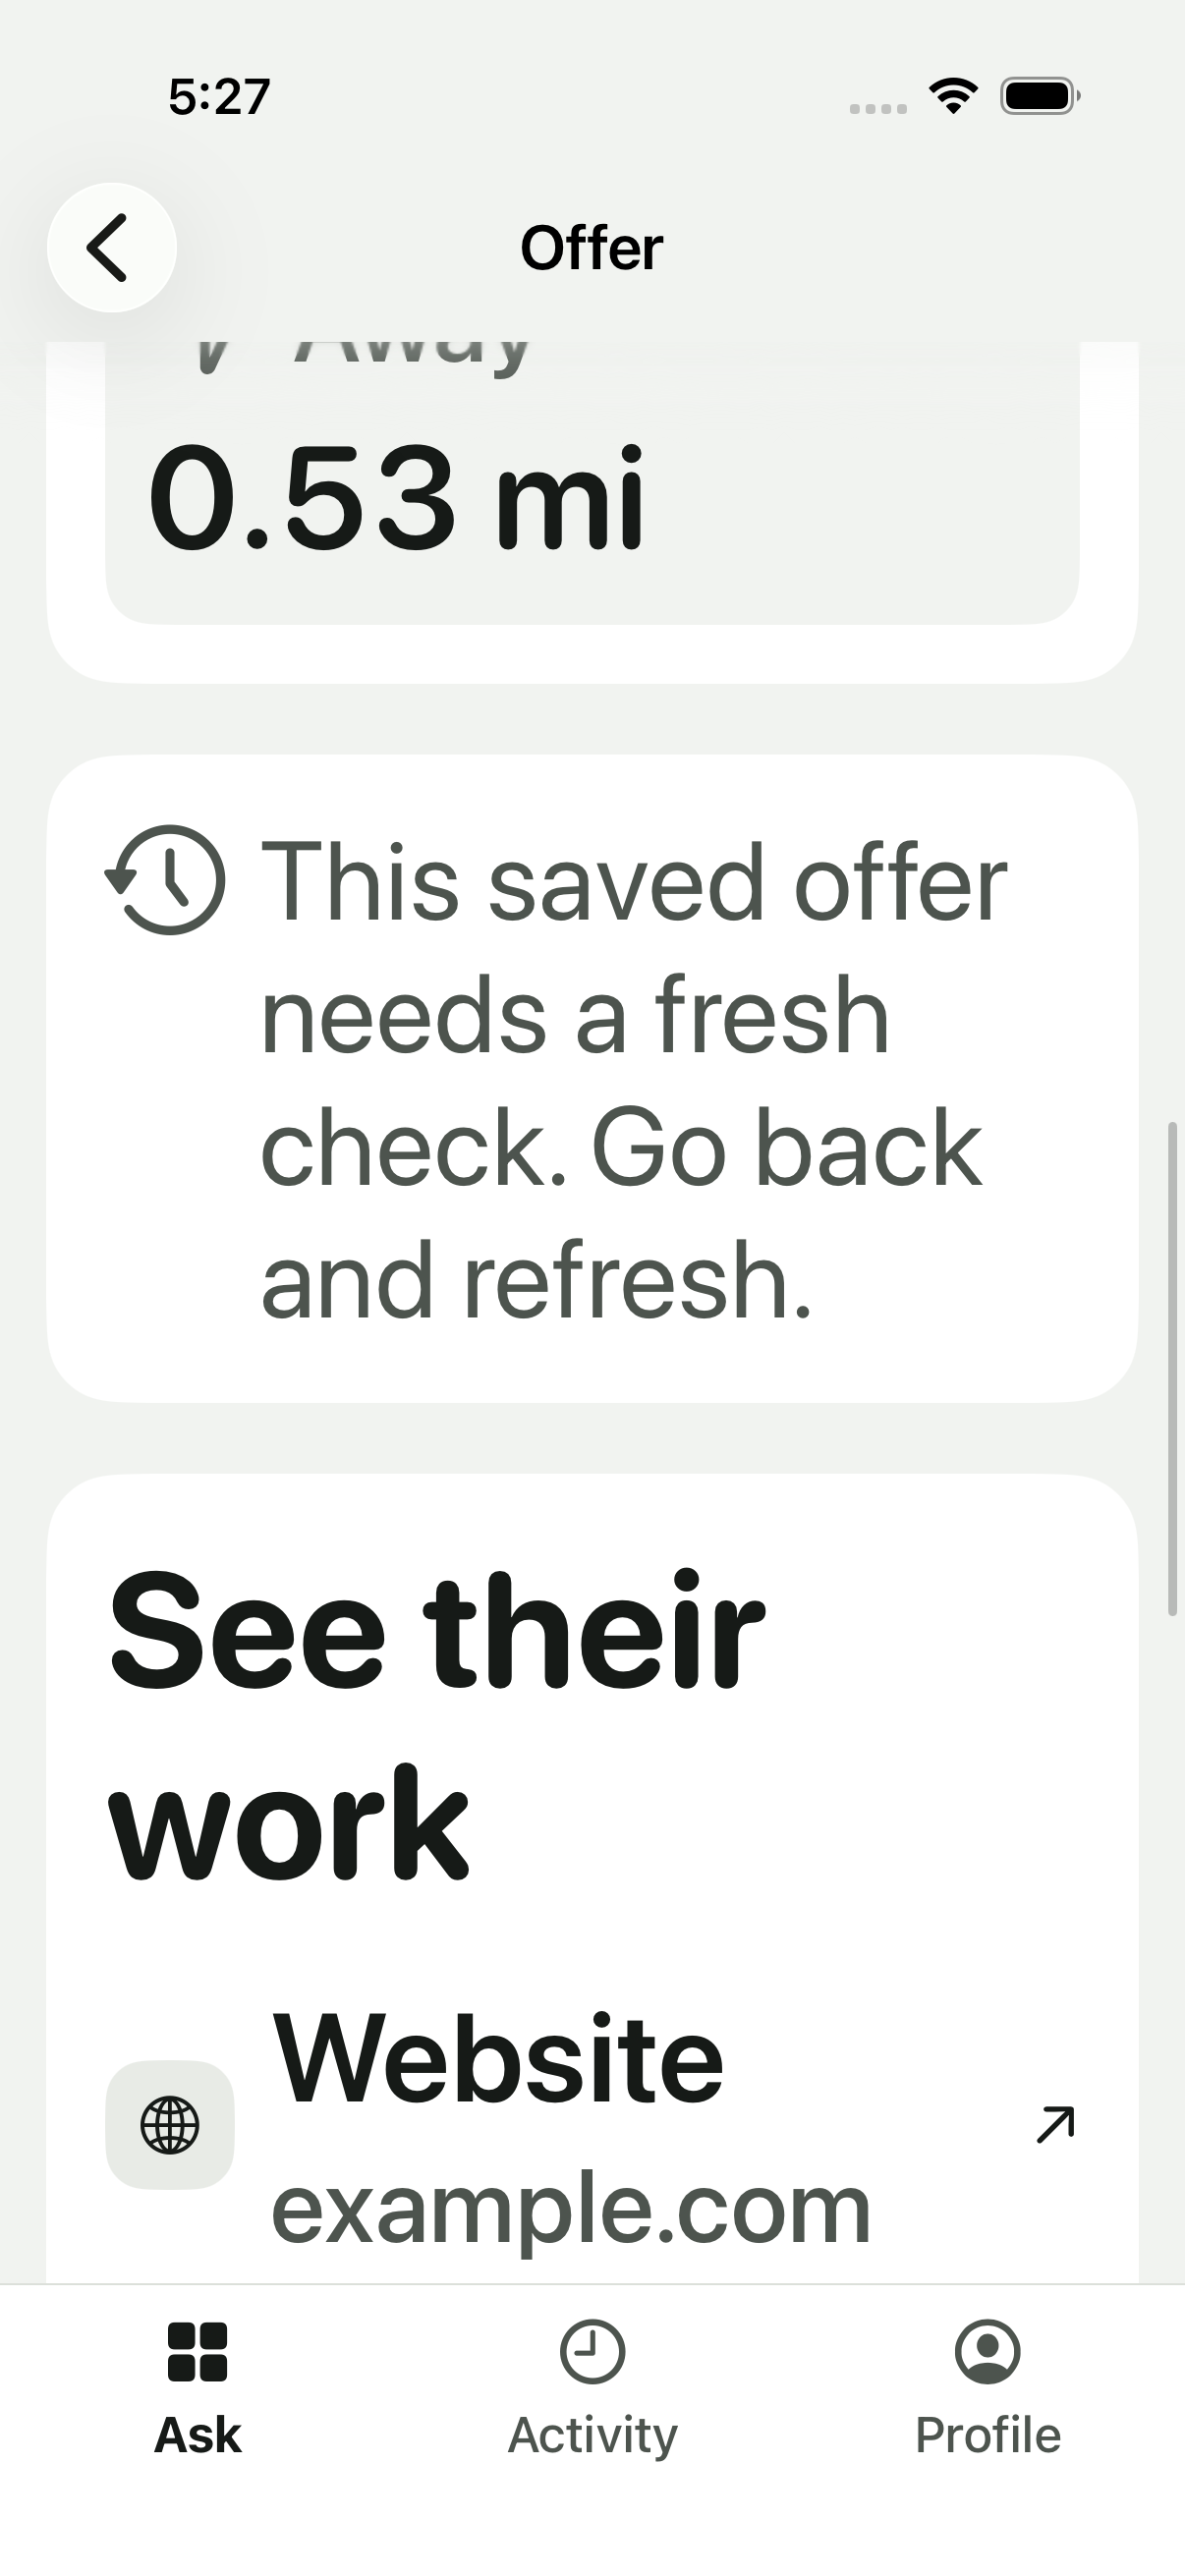 5:27
Offer
Away
0.53 mi
This saved offer
needs a fresh
check. Go back
and refresh.
See their
work
Website
example.com
Ask
Activity
Profile